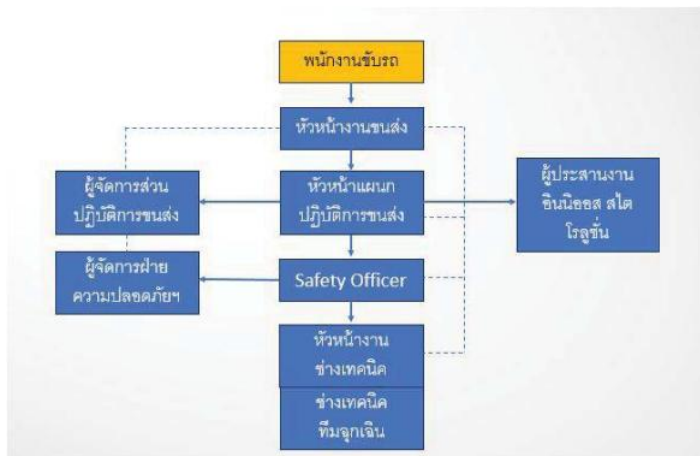 พนักงานขับรถ
หัวหน้างานขนส่ง
ผู้จัดการส่วน
ปฏิบัติการขนส่ง
หัวหน้าแผนก
ปฏิบัติการขนส่ง
ผู้ประสานงาน
อินนิออส สไต
โรลูชั่น
ผู้จัดการฝ่าย
ความปลอดภัยฯ
Safety Officer
หัวหน้างาน
ช่างเทคนิค
ช่างเทคนิค
ทีมฉุกเฉิน